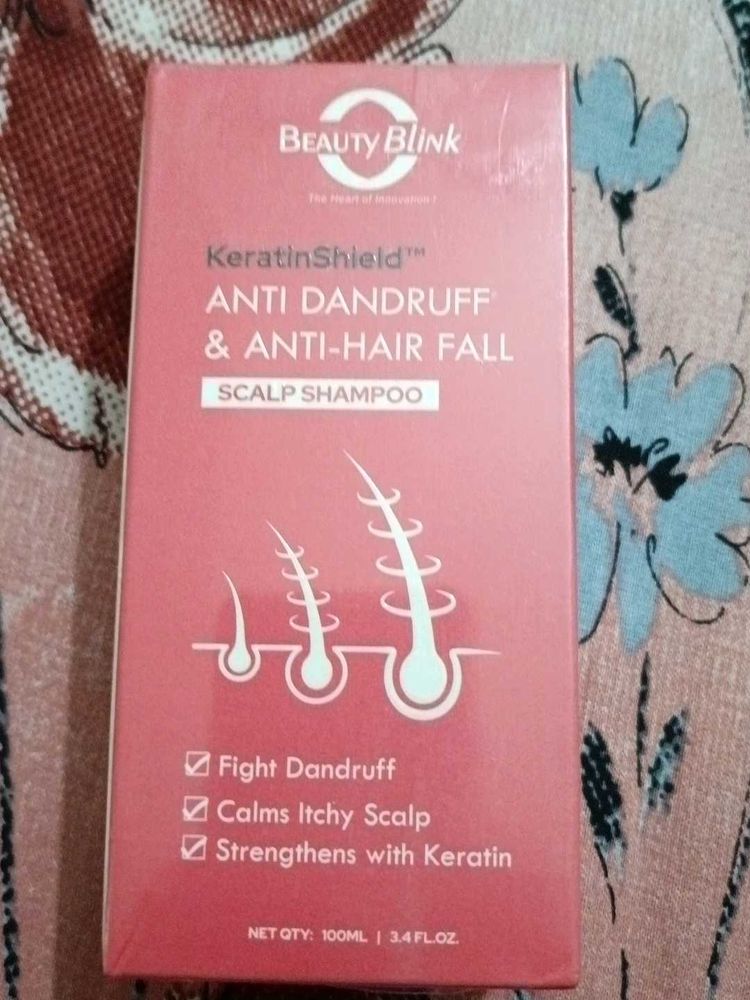 BEAUTY BLINK
The Heart of Innovation !
KeratinShield™
ANTI DANDRUFF
& ANTI-HAIR FALL
SCALP SHAMPOO
Fight Dandruff
Calms Itchy Scalp
Strengthens with Keratin
NET QTY: 100ML | 3.4 FL.OZ.